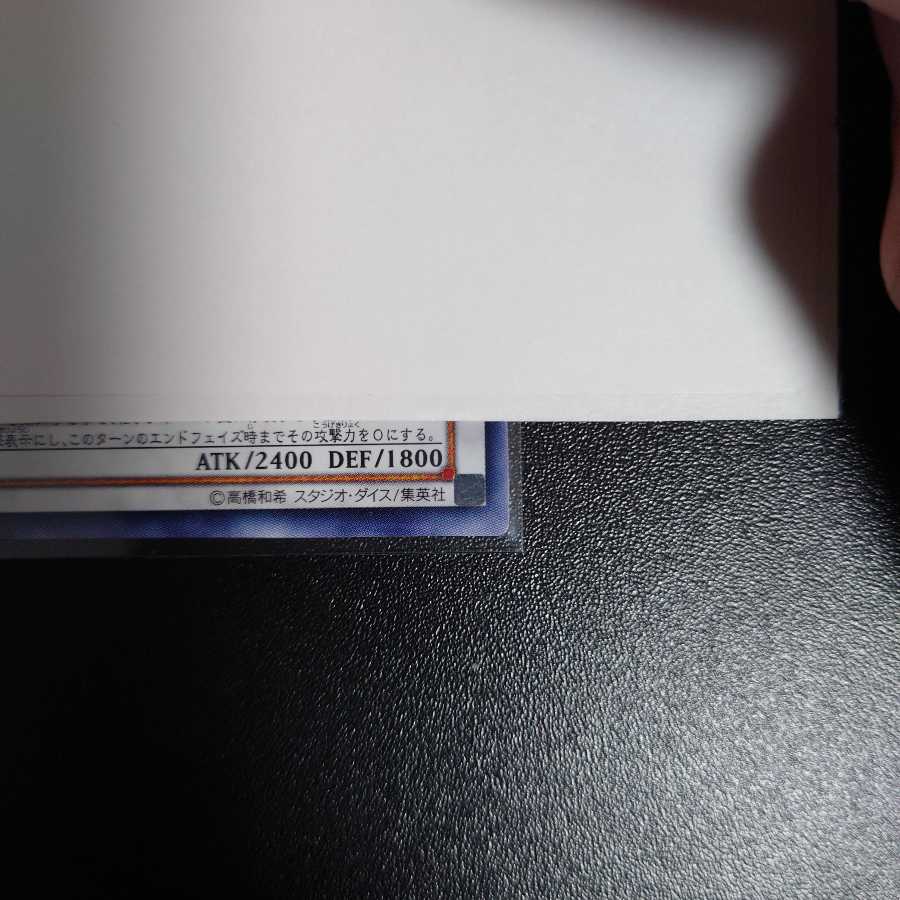 表示にし、このターンのエンドフェイズ時までその攻撃力を0にする。
ATK/2400 DEF/1800
©高橋和希 スタジオ・ダイス/集英社